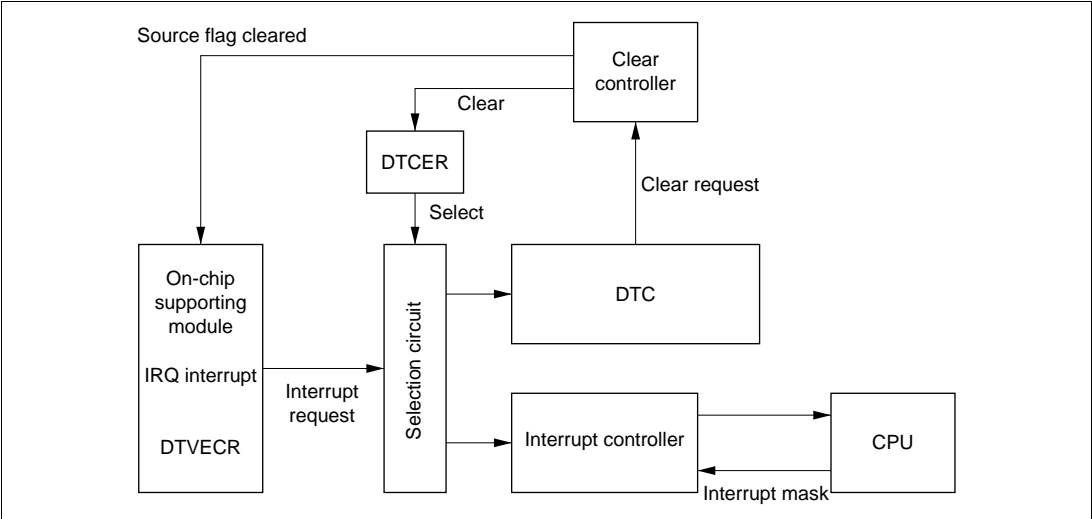 Source flag cleared
Clear
controller
Clear
DTCER
Clear request
Select
On-chip
supporting
module
IRQ interrupt
DTVECR
Interrupt
request
Selection circuit
DTC
Interrupt controller
CPU
Interrupt mask